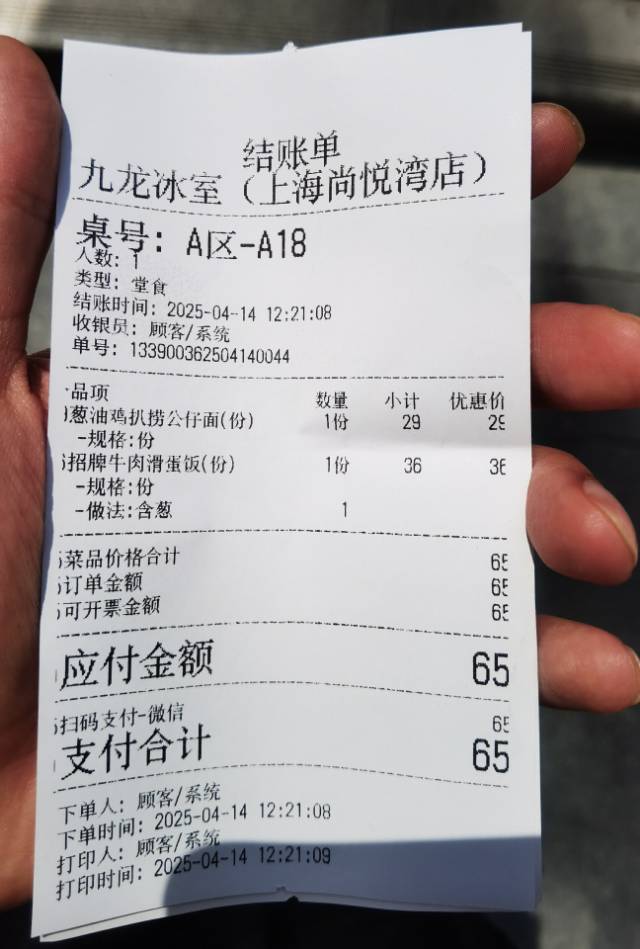 结账单
九龙冰室（上海尚悦湾店）
桌号: A区-A18
人数: 1
类型: 堂食
结账时间: 2025-04-14 12:21:08
收银员: 顾客/系统
单号: 133900362504140044
品项 数量 小计 优惠价
葱油鸡扒捞公仔面(份) 1份 29 29
-规格:份
招牌牛肉滑蛋饭(份) 1份 36 36
-规格:份
-做法:含葱 1
菜品价格合计 65
订单金额 65
可开票金额 65
应付金额 65
扫码支付-微信 65
支付合计 65
下单人: 顾客/系统
下单时间: 2025-04-14 12:21:08
打印人: 顾客/系统
打印时间: 2025-04-14 12:21:09